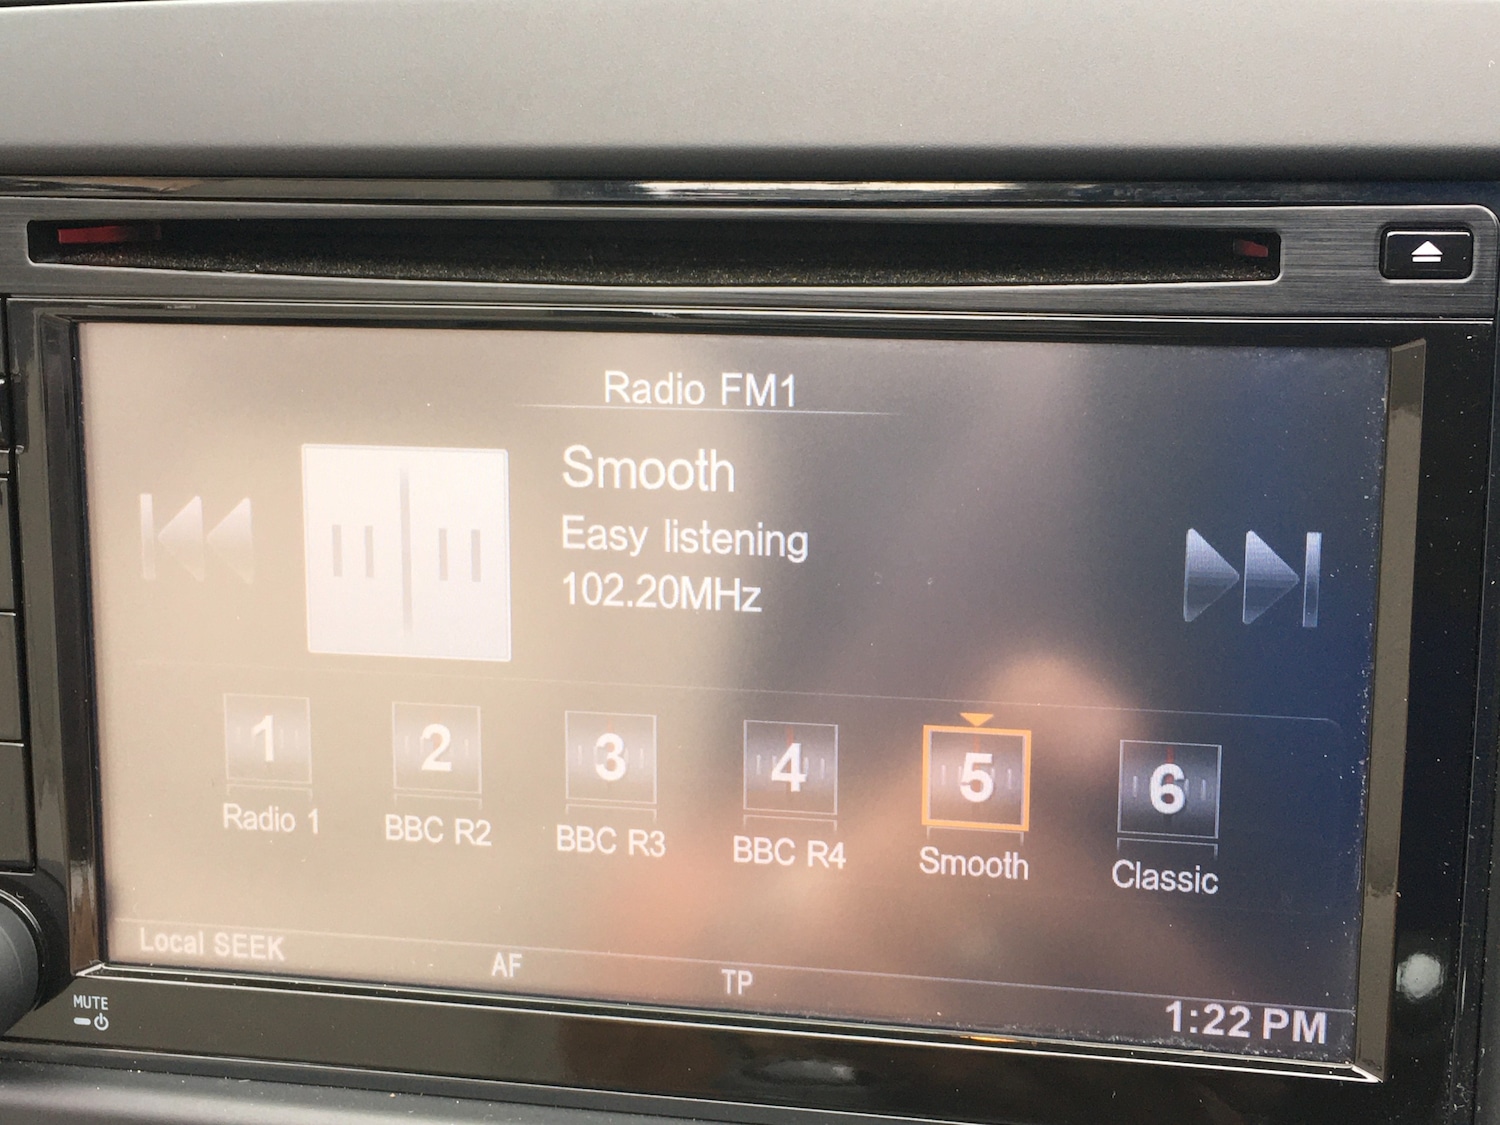 Radio FM1
Smooth
Easy listening
102.20MHz
1 2 3 4 5 6
Radio 1 BBC R2 BBC R3 BBC R4 Smooth Classic
Local SEEK AF TP
1:22 PM
MUTE